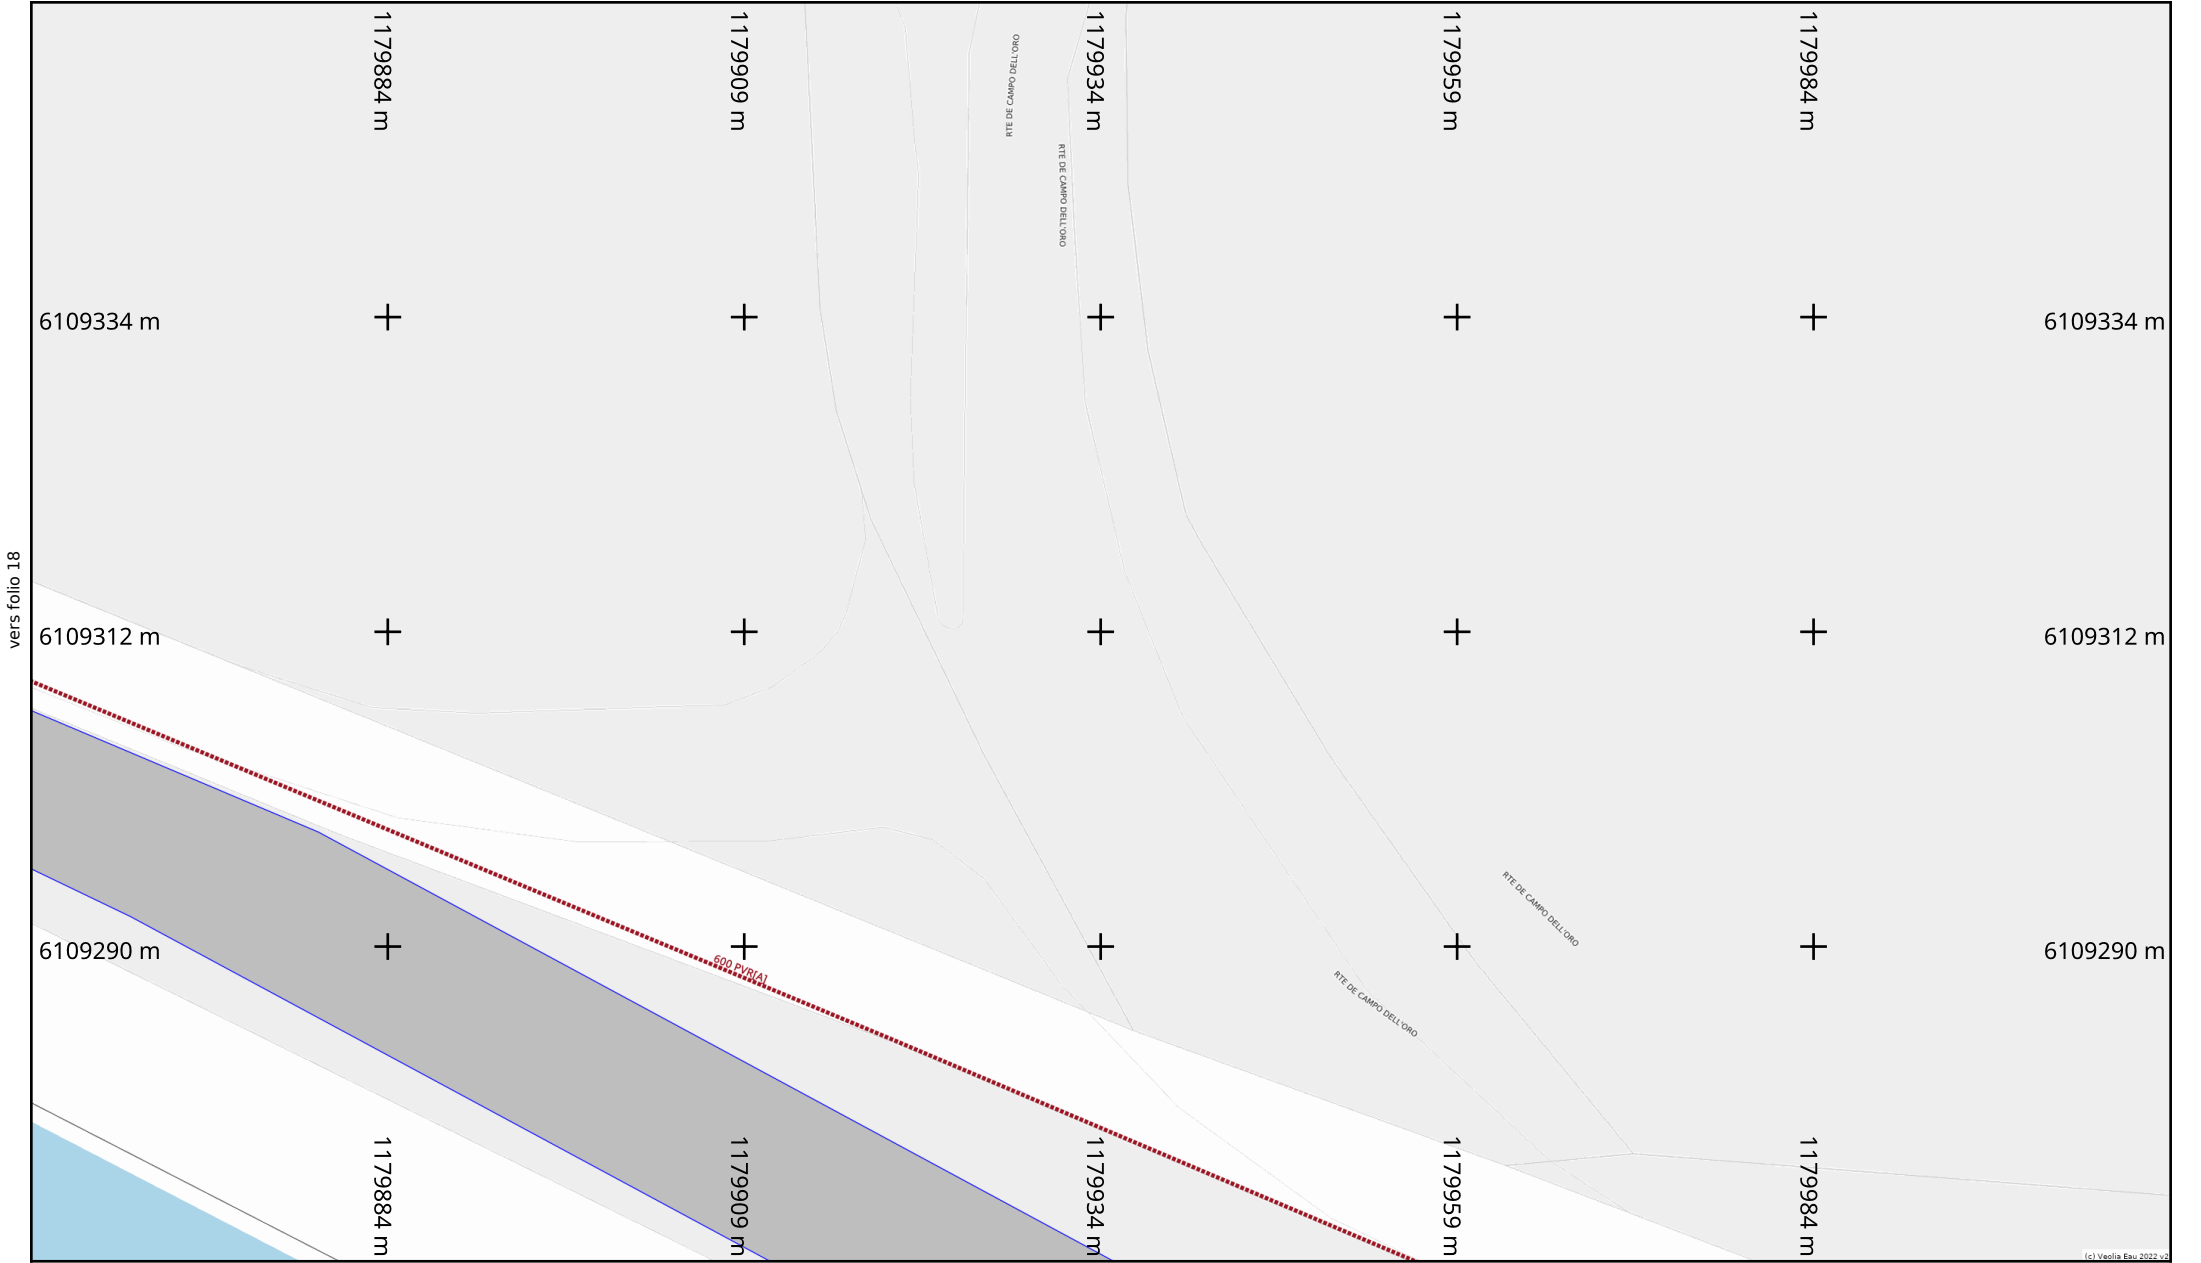 1179884 m
1179909 m
1179934 m
1179959 m
1179984 m
RTE DE CAMPO DELL'ORO
RTE DE CAMPO DELL'ORO
6109334 m
6109334 m
vers folio 18
6109312 m
6109312 m
RTE DE CAMPO DELL'ORO
6109290 m
6109290 m
600 PVR[A]
RTE DE CAMPO DELL'ORO
1179884 m
1179909 m
1179934 m
1179959 m
1179984 m
(c) Veolia Eau 2022 v2